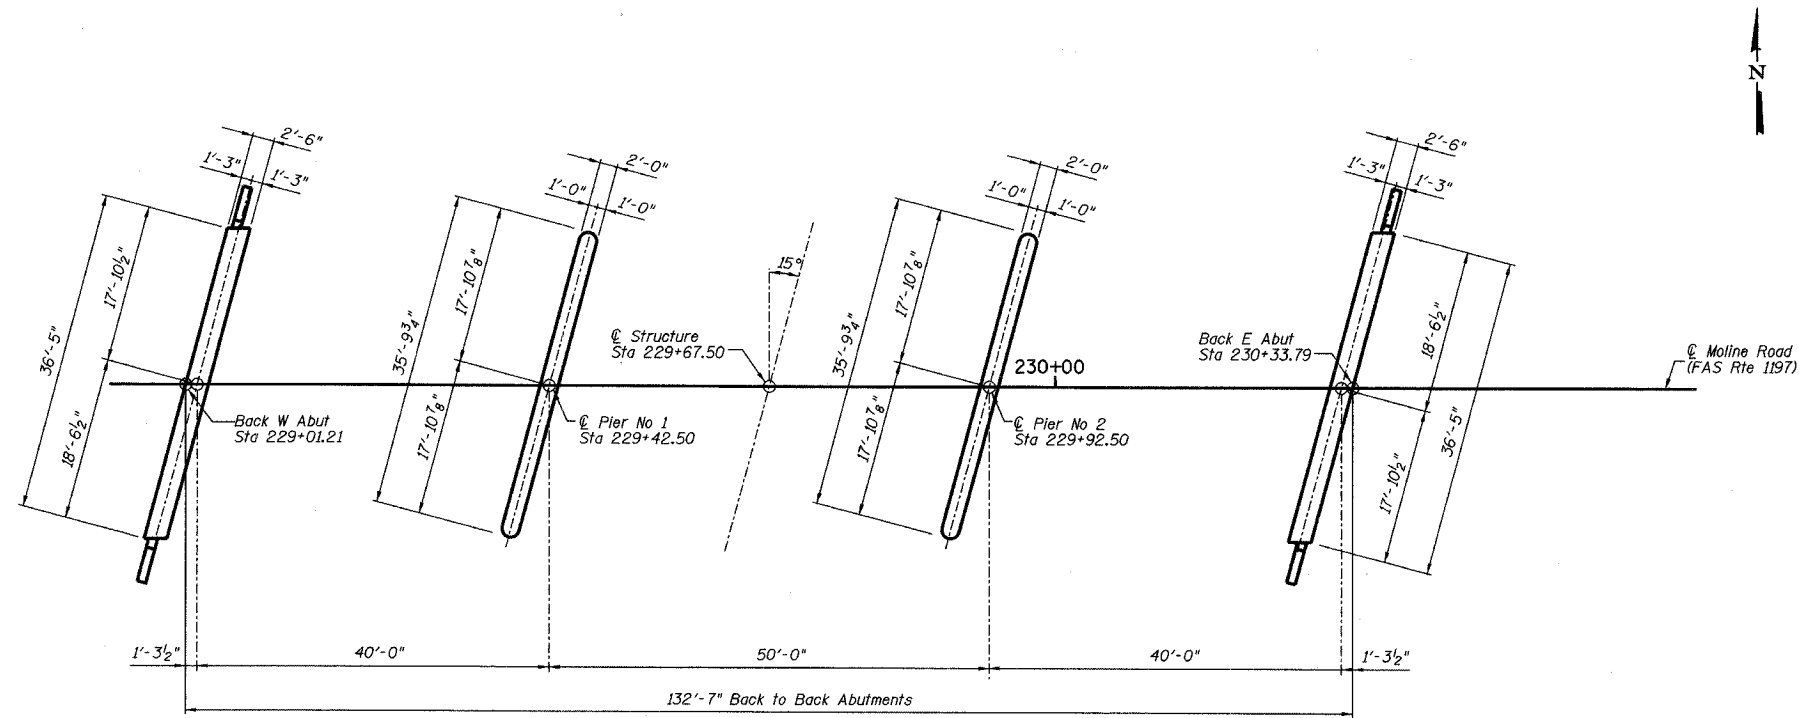 N
2'-6"
1'-3"
1'-3"
17'-10½"
36'-5"
18'-6½"
Back W Abut
Sta 229+01.21
2'-0"
1'-0"
1'-0"
17'-10⅞"
35'-9¾"
17'-10⅞"
℄ Pier No 1
Sta 229+42.50
15°
℄ Structure
Sta 229+67.50
2'-0"
1'-0"
1'-0"
17'-10⅞"
35'-9¾"
17'-10⅞"
℄ Pier No 2
Sta 229+92.50
230+00
2'-6"
1'-3"
1'-3"
Back E Abut
Sta 230+33.79
18'-6½"
36'-5"
17'-10½"
℄ Moline Road
(FAS Rte 1197)
1'-3½"
40'-0"
50'-0"
40'-0"
1'-3½"
132'-7" Back to Back Abutments